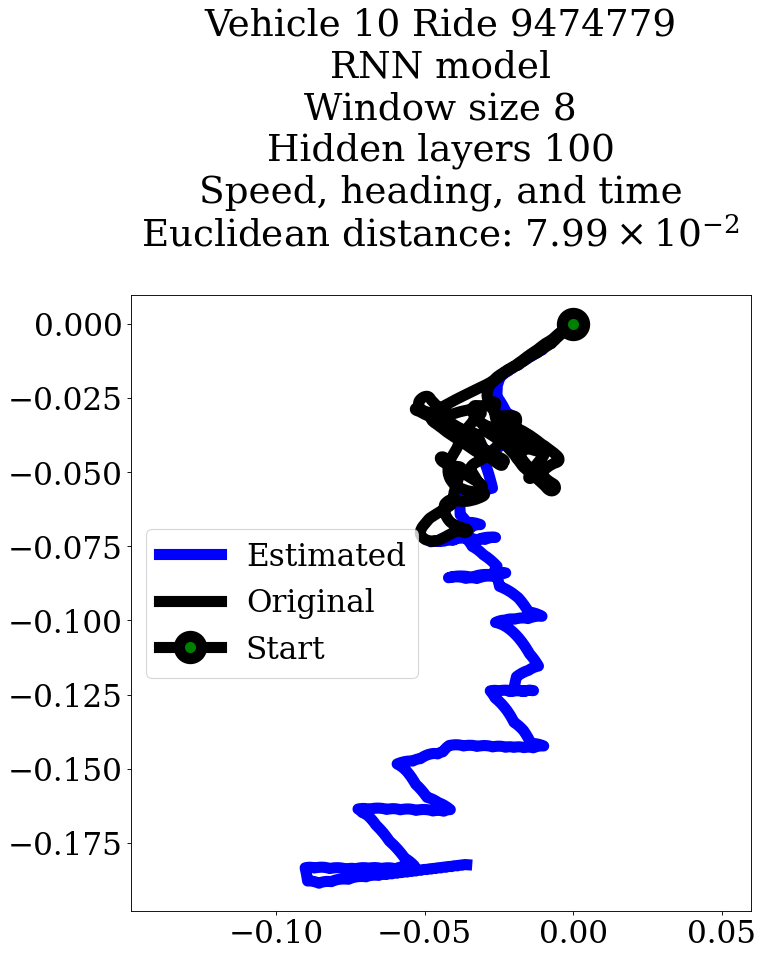 Vehicle 10 Ride 9474779
RNN model
Window size 8
Hidden layers 100
Speed, heading, and time
Euclidean distance: 7.99 × 10⁻²
0.000
−0.025
−0.050
−0.075
−0.100
−0.125
−0.150
−0.175
Estimated
Original
Start
−0.10
−0.05
0.00
0.05